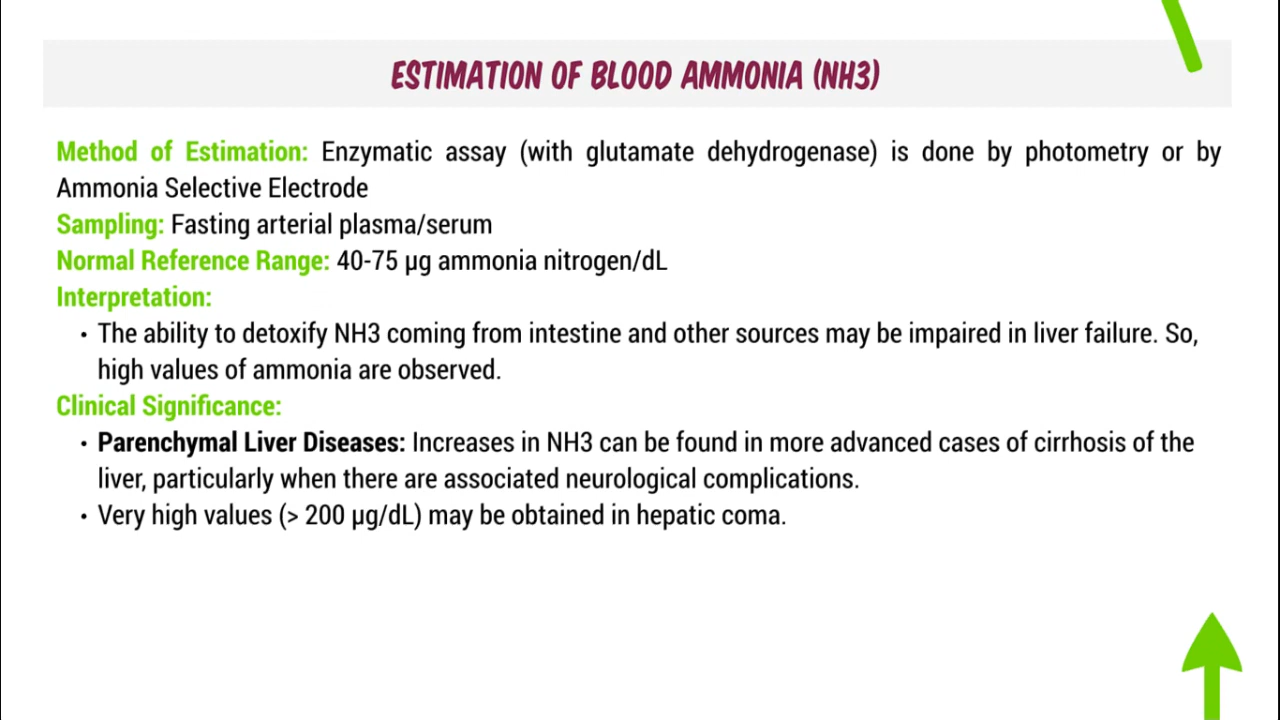 ESTIMATION OF BLOOD AMMONIA (NH3)
Method of Estimation: Enzymatic assay (with glutamate dehydrogenase) is done by photometry or by
Ammonia Selective Electrode
Sampling: Fasting arterial plasma/serum
Normal Reference Range: 40-75 µg ammonia nitrogen/dL
Interpretation:
• The ability to detoxify NH3 coming from intestine and other sources may be impaired in liver failure. So,
high values of ammonia are observed.
Clinical Significance:
• Parenchymal Liver Diseases: Increases in NH3 can be found in more advanced cases of cirrhosis of the
liver, particularly when there are associated neurological complications.
• Very high values (> 200 µg/dL) may be obtained in hepatic coma.